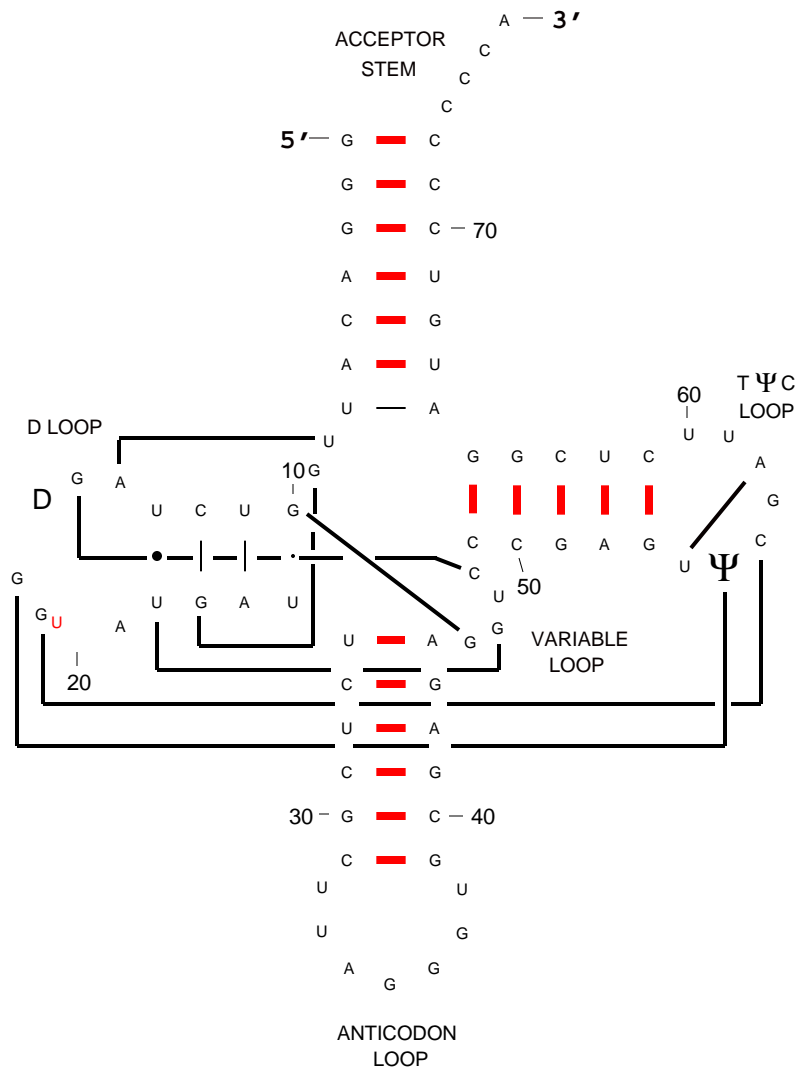 A 3′
ACCEPTOR
STEM
C
C
C
5′ G C
G C
G C 70
A U
C G
A U
U A
D LOOP
U
TΨC
LOOP
60
U U
G G C U C
A
G
C
G A
D
U C U G
10
G
C C G A G U Ψ
C
50
U
G
G
VARIABLE
LOOP
G
G U A
U G A U
20
U A
C G
U A
C G
30 G C 40
C G
U U
U G
A G G
ANTICODON
LOOP